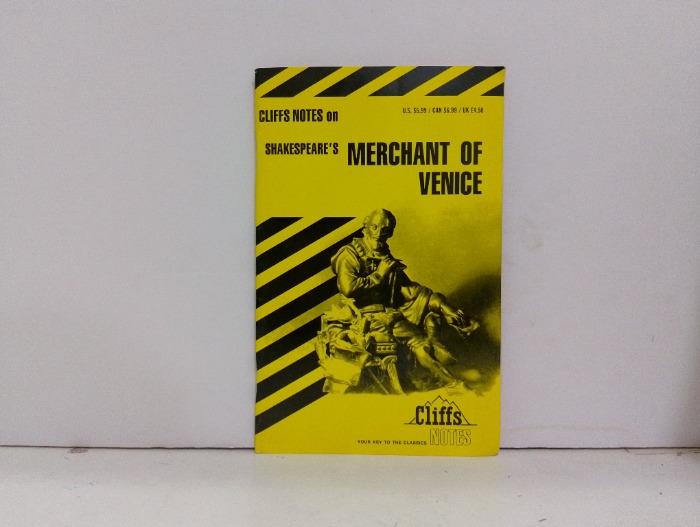 CLIFFS NOTES on
U.S. $5.99 / CAN $6.99 / UK £4.50
SHAKESPEARE'S
MERCHANT OF
VENICE
Cliffs
NOTES
YOUR KEY TO THE CLASSICS